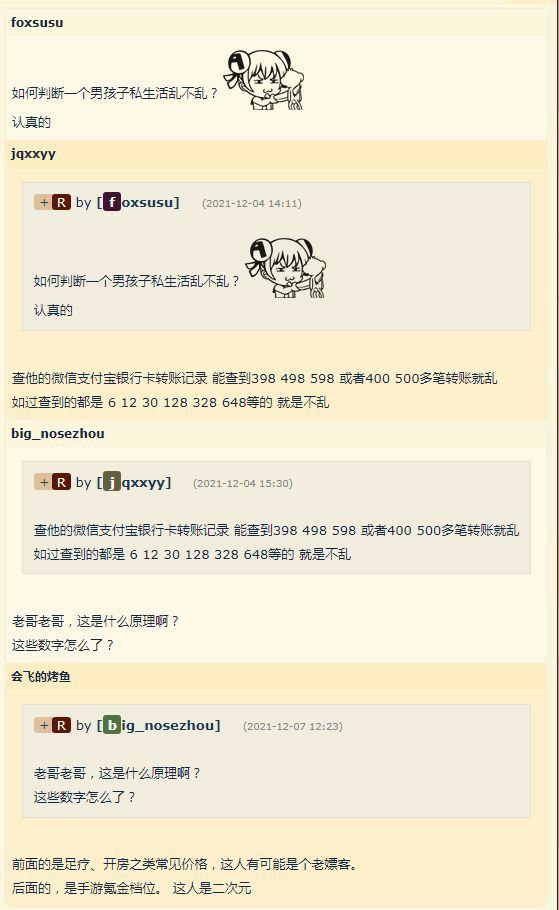 foxsusu
如何判断一个男孩子私生活乱不乱？
认真的
jqxxyy
+ R by [foxsusu] (2021-12-04 14:11)
如何判断一个男孩子私生活乱不乱？
认真的
查他的微信支付宝银行卡转账记录 能查到398 498 598 或者400 500多笔转账就乱
如过查到的都是 6 12 30 128 328 648等的 就是不乱
big_nosezhou
+ R by [jqxxyy] (2021-12-04 15:30)
查他的微信支付宝银行卡转账记录 能查到398 498 598 或者400 500多笔转账就乱
如过查到的都是 6 12 30 128 328 648等的 就是不乱
老哥老哥，这是什么原理啊？
这些数字怎么了？
会飞的烤鱼
+ R by [big_nosezhou] (2021-12-07 12:23)
老哥老哥，这是什么原理啊？
这些数字怎么了？
前面的是足疗、开房之类常见价格，这人有可能是个老嫖客。
后面的，是手游氪金档位。 这人是二次元